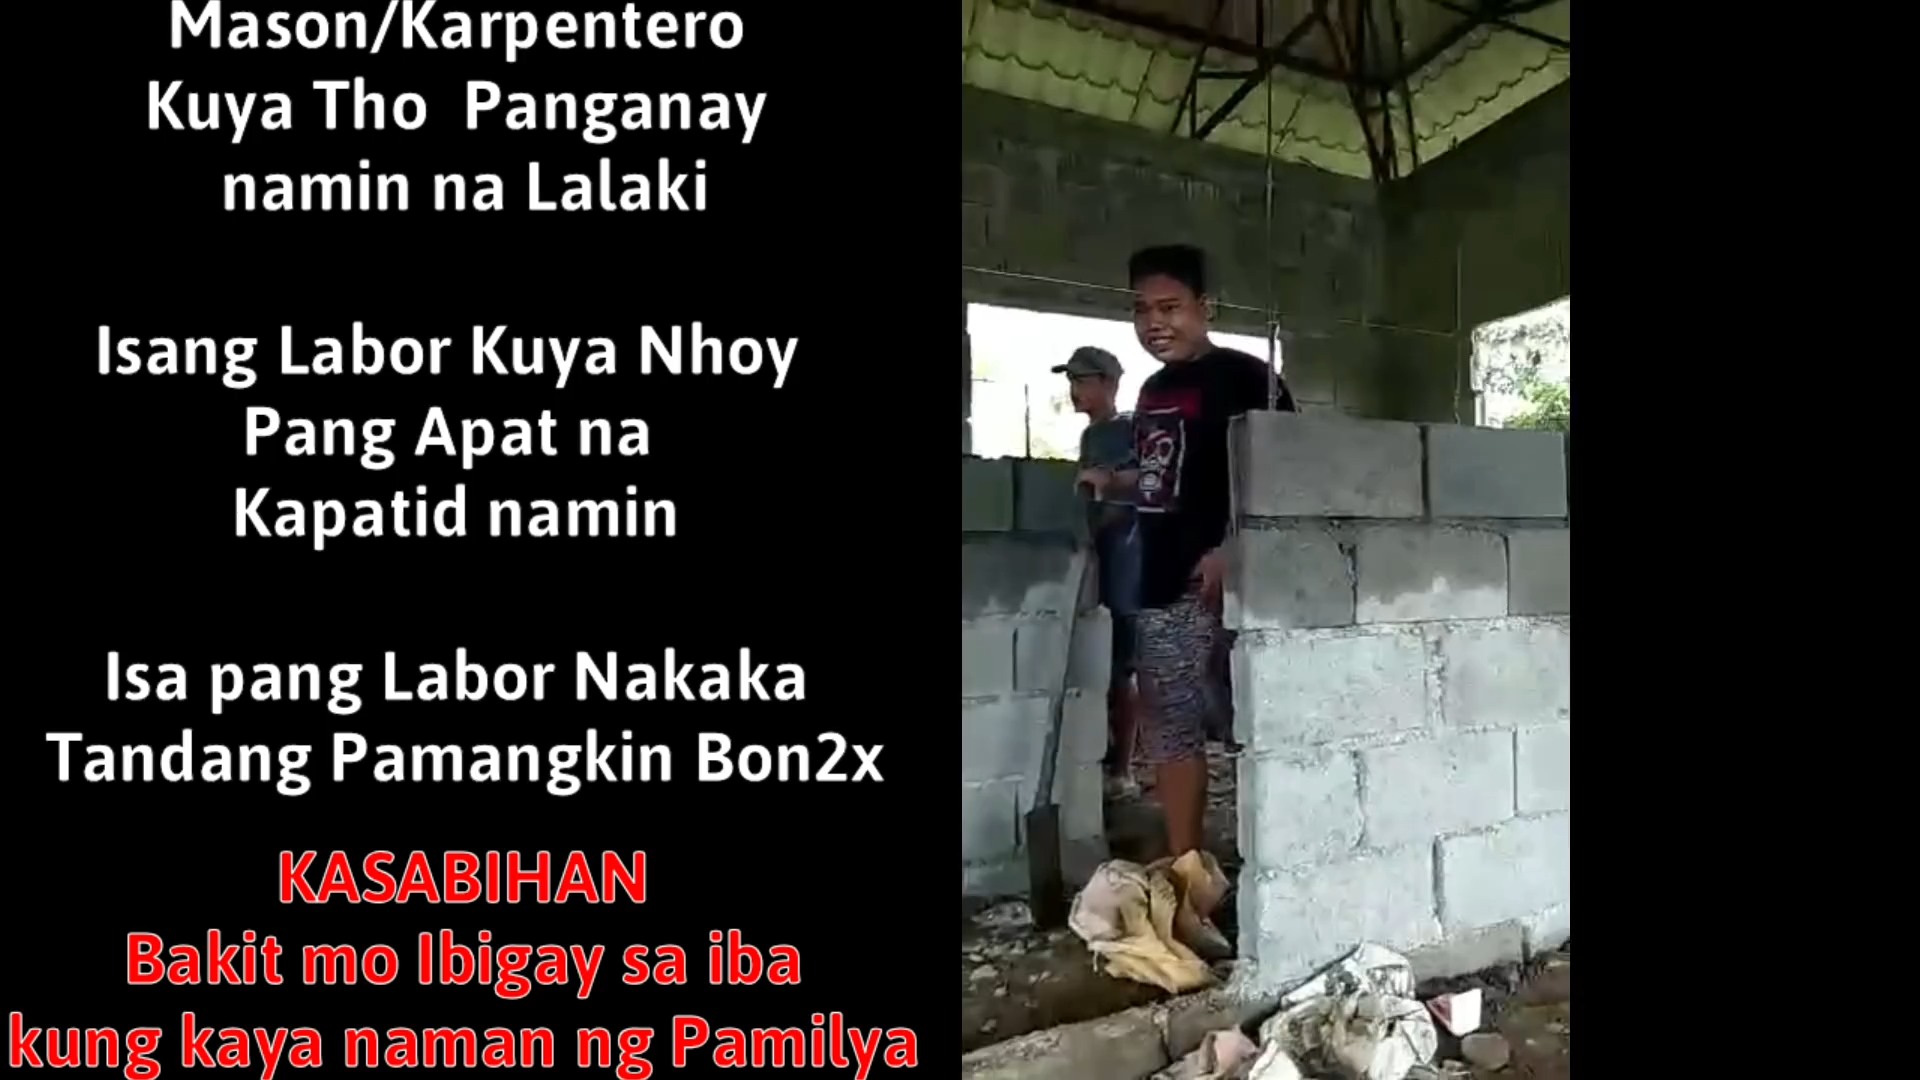 Mason/Karpentero
Kuya Tho Panganay
namin na Lalaki
Isang Labor Kuya Nhoy
Pang Apat na
Kapatid namin
Isa pang Labor Nakaka
Tandang Pamangkin Bon2x
KASABIHAN
Bakit mo Ibigay sa iba
kung kaya naman ng Pamilya